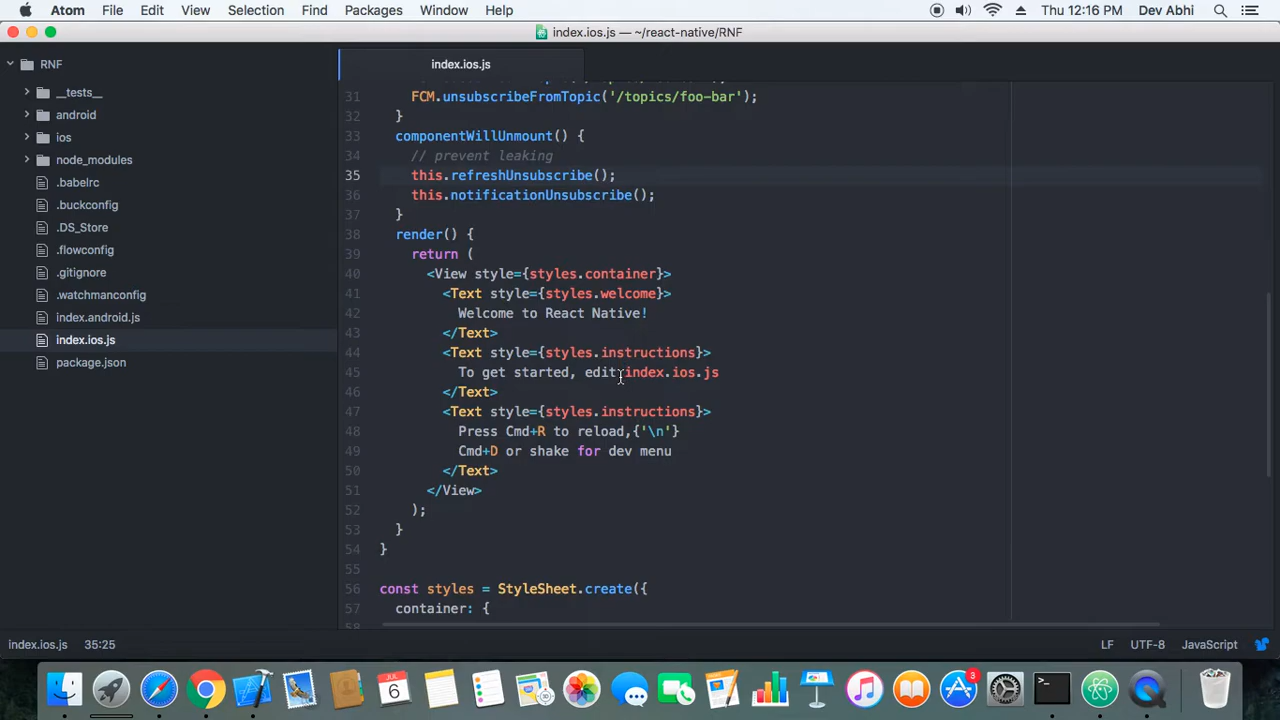 Atom File Edit View Selection Find Packages Window Help Thu 12:16 PM Dev Abhi
index.ios.js — ~/react-native/RNF
RNF
__tests__
android
ios
node_modules
.babelrc
.buckconfig
.DS_Store
.flowconfig
.gitignore
.watchmanconfig
index.android.js
index.ios.js
package.json
index.ios.js
31 FCM.unsubscribeFromTopic('/topics/foo-bar');
32 }
33 componentWillUnmount() {
34 // prevent leaking
35 this.refreshUnsubscribe();
36 this.notificationUnsubscribe();
37 }
38 render() {
39 return (
40 <View style={styles.container}>
41 <Text style={styles.welcome}>
42 Welcome to React Native!
43 </Text>
44 <Text style={styles.instructions}>
45 To get started, edit index.ios.js
46 </Text>
47 <Text style={styles.instructions}>
48 Press Cmd+R to reload,{'\n'}
49 Cmd+D or shake for dev menu
50 </Text>
51 </View>
52 );
53 }
54 }
55
56 const styles = StyleSheet.create({
57 container: {
58
index.ios.js 35:25 LF UTF-8 JavaScript
JUL
6
3